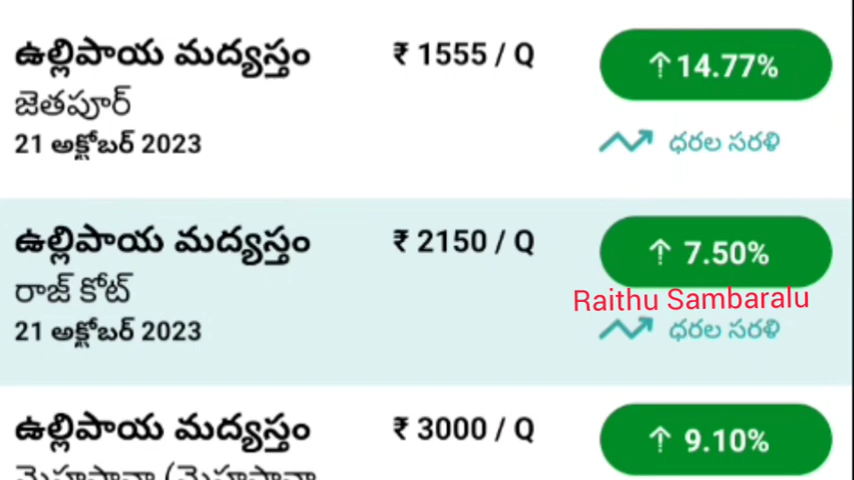 ఉల్లిపాయ మద్యస్తం ₹ 1555 / Q ↑ 14.77%
జెతపూర్
21 అక్టోబర్ 2023 ధరల సరళి
ఉల్లిపాయ మద్యస్తం ₹ 2150 / Q ↑ 7.50%
రాజ్ కోట్ Raithu Sambaralu
21 అక్టోబర్ 2023 ధరల సరళి
ఉల్లిపాయ మద్యస్తం ₹ 3000 / Q ↑ 9.10%